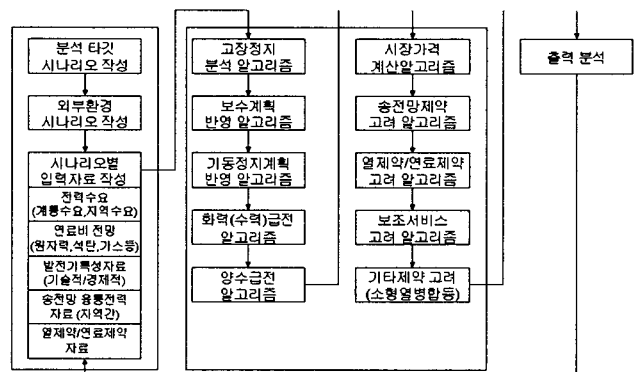 분석 타깃
시나리오 작성
외부환경
시나리오 작성
시나리오별
입력자료 작성
전력수요
(계통수요,지역수요)
연료비 전망
(원자력,석탄,가스등)
발전기특성자료
(기술적/경제적)
송전망 융통전력
자료 (지역간)
열제약/연료제약
자료
고장정지
분석 알고리즘
보수계획
반영 알고리즘
기동정지계획
반영 알고리즘
화력(수력)급전
알고리즘
양수급전
알고리즘
시장가격
계산알고리즘
송전망제약
고려 알고리즘
열제약/연료제약
고려 알고리즘
보조서비스
고려 알고리즘
기타제약 고려
(소형열병합등)
출력 분석